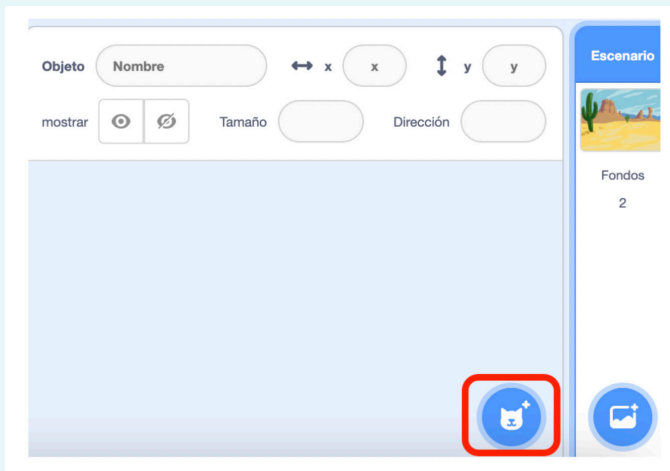 Objeto Nombre x x y y
mostrar Tamaño Dirección
Escenario
Fondos
2